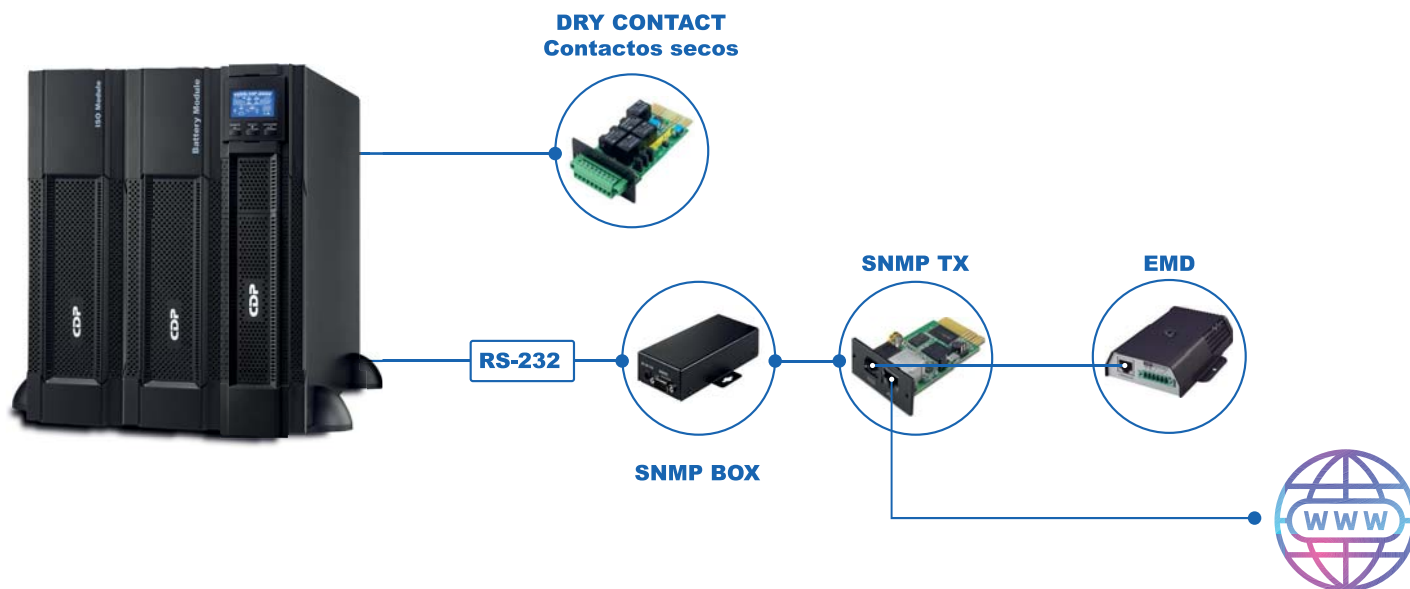 DRY CONTACT
Contactos secos
ISO Module
Battery Module
CDP
CDP
CDP
SNMP TX
EMD
RS-232
SNMP BOX
WWW